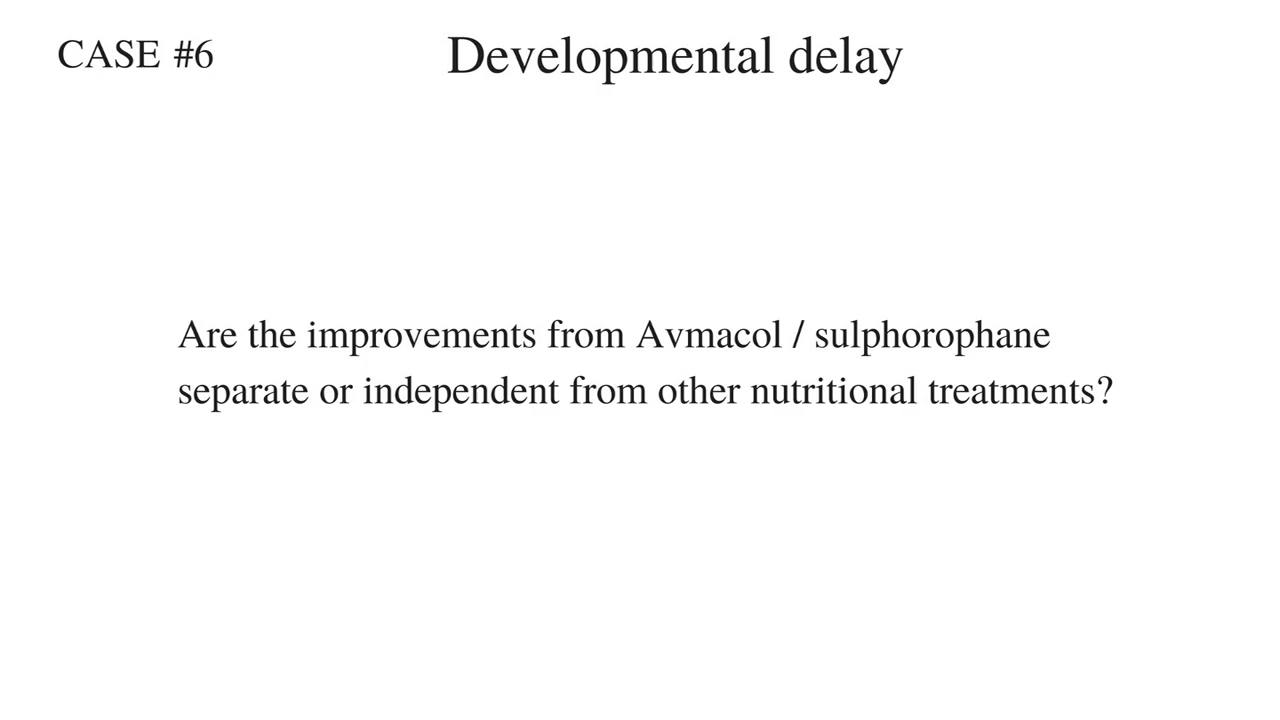 CASE #6
Developmental delay
Are the improvements from Avmacol / sulphorophane
separate or independent from other nutritional treatments?